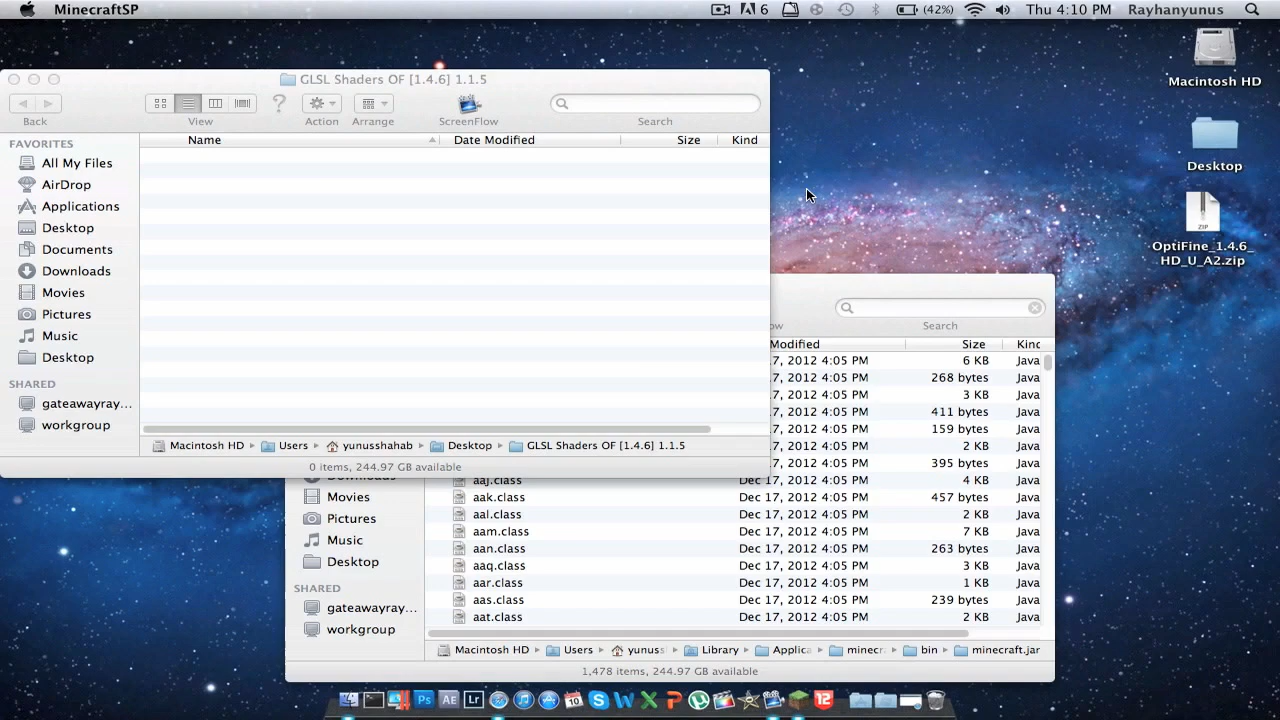 MinecraftSP
6
(42%)
Thu 4:10 PM
Rayhanyunus
GLSL Shaders OF [1.4.6] 1.1.5
Back
View
Action
Arrange
ScreenFlow
Search
Name
Date Modified
Size
Kind
FAVORITES
All My Files
AirDrop
Applications
Desktop
Documents
Downloads
Movies
Pictures
Music
Desktop
SHARED
gateawayray...
workgroup
Macintosh HD
Users
yunusshahab
Desktop
GLSL Shaders OF [1.4.6] 1.1.5
0 items, 244.97 GB available
Macintosh HD
Desktop
ZIP
OptiFine_1.4.6_
HD_U_A2.zip
ow
Search
Modified
Size
Kind
7, 2012 4:05 PM 6 KB Java
7, 2012 4:05 PM 268 bytes Java
7, 2012 4:05 PM 3 KB Java
7, 2012 4:05 PM 411 bytes Java
7, 2012 4:05 PM 159 bytes Java
7, 2012 4:05 PM 2 KB Java
7, 2012 4:05 PM 395 bytes Java
aaj.class Dec 17, 2012 4:05 PM 4 KB Java
aak.class Dec 17, 2012 4:05 PM 457 bytes Java
aal.class Dec 17, 2012 4:05 PM 2 KB Java
aam.class Dec 17, 2012 4:05 PM 7 KB Java
aan.class Dec 17, 2012 4:05 PM 263 bytes Java
aaq.class Dec 17, 2012 4:05 PM 3 KB Java
aar.class Dec 17, 2012 4:05 PM 1 KB Java
aas.class Dec 17, 2012 4:05 PM 239 bytes Java
aat.class Dec 17, 2012 4:05 PM 2 KB Java
Downloads
Movies
Pictures
Music
Desktop
SHARED
gateawayray...
workgroup
Macintosh HD
Users
yunuss
Library
Applica
minecr
bin
minecraft.jar
1,478 items, 244.97 GB available
Ps
Ae
Lr
10
12